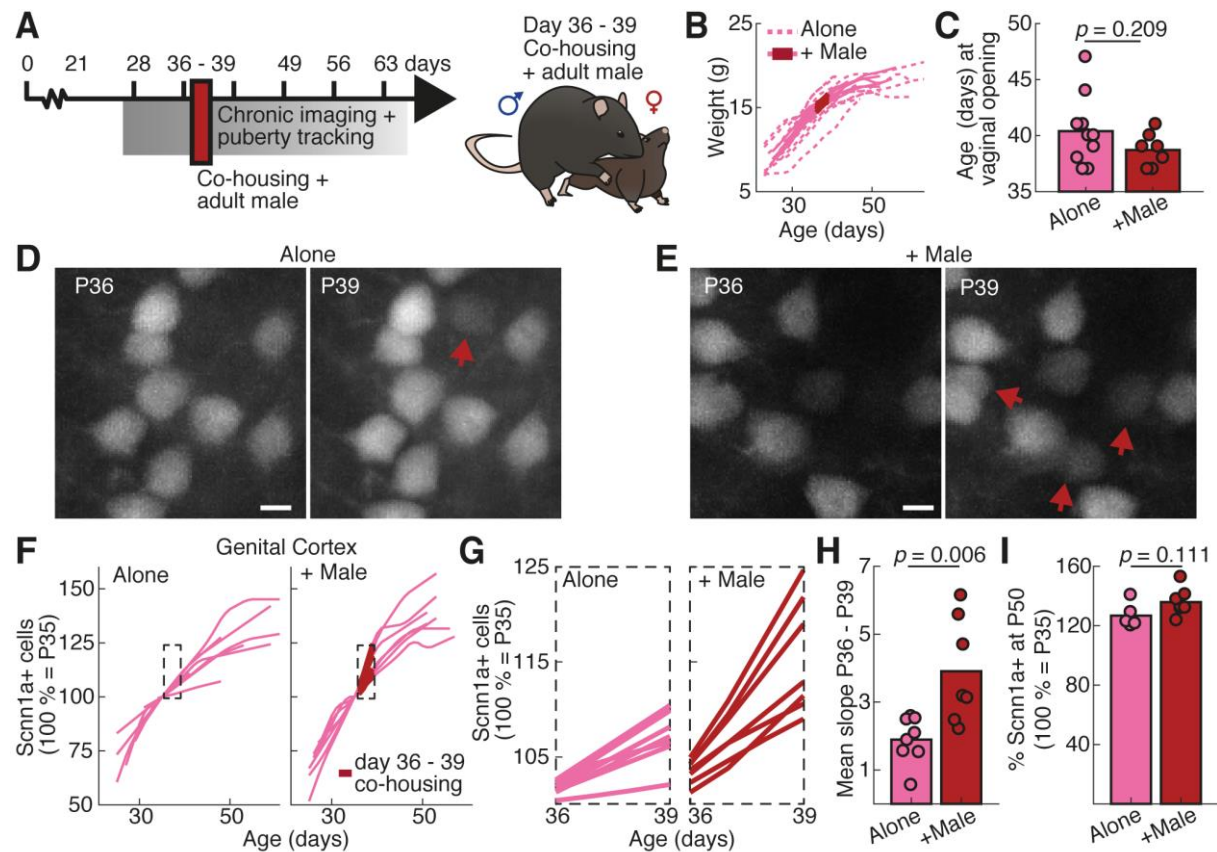 A
0 21 28 36 - 39 49 56 63 days
Chronic imaging +
puberty tracking
Co-housing +
adult male
Day 36 - 39
Co-housing
+ adult male
♂
♀
B
Weight (g)
25
15
5
Alone
+ Male
30 50
Age (days)
C
Age (days) at
vaginal opening
p = 0.209
50
45
40
35
Alone +Male
D
Alone
P36
P39
E
+ Male
P36
P39
F
Genital Cortex
Alone
+ Male
Scnn1a+ cells
(100 % = P35)
150
125
100
75
50
30 50 30 50
Age (days)
day 36 - 39
co-housing
G
Scnn1a+ cells
(100 % = P35)
125
115
105
Alone
+ Male
36 39 36 39
Age (days)
H
Mean slope P36 - P39
p = 0.006
7
5
3
1
Alone +Male
I
% Scnn1a+ at P50
(100 % = P35)
p = 0.111
160
120
80
40
Alone +Male